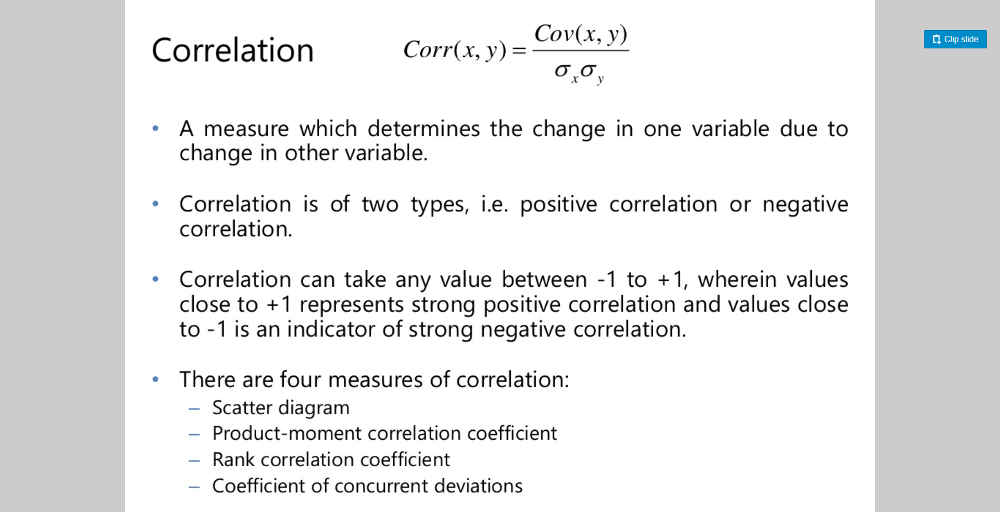 Correlation
Corr(x, y) = Cov(x, y) / σxσy
Clip slide
• A measure which determines the change in one variable due to
change in other variable.
• Correlation is of two types, i.e. positive correlation or negative
correlation.
• Correlation can take any value between -1 to +1, wherein values
close to +1 represents strong positive correlation and values close
to -1 is an indicator of strong negative correlation.
• There are four measures of correlation:
– Scatter diagram
– Product-moment correlation coefficient
– Rank correlation coefficient
– Coefficient of concurrent deviations